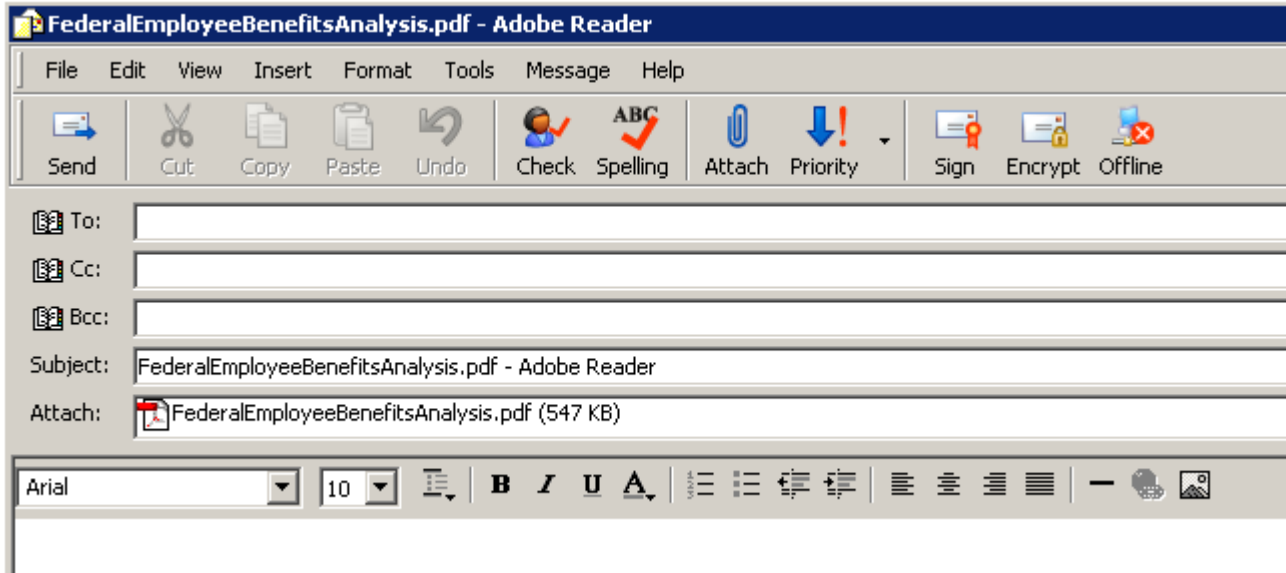 FederalEmployeeBenefitsAnalysis.pdf - Adobe Reader
File Edit View Insert Format Tools Message Help
ABC
Send Cut Copy Paste Undo Check Spelling Attach Priority Sign Encrypt Offline
To:
Cc:
Bcc:
Subject: FederalEmployeeBenefitsAnalysis.pdf - Adobe Reader
Attach: FederalEmployeeBenefitsAnalysis.pdf (547 KB)
Arial 10 B I U A